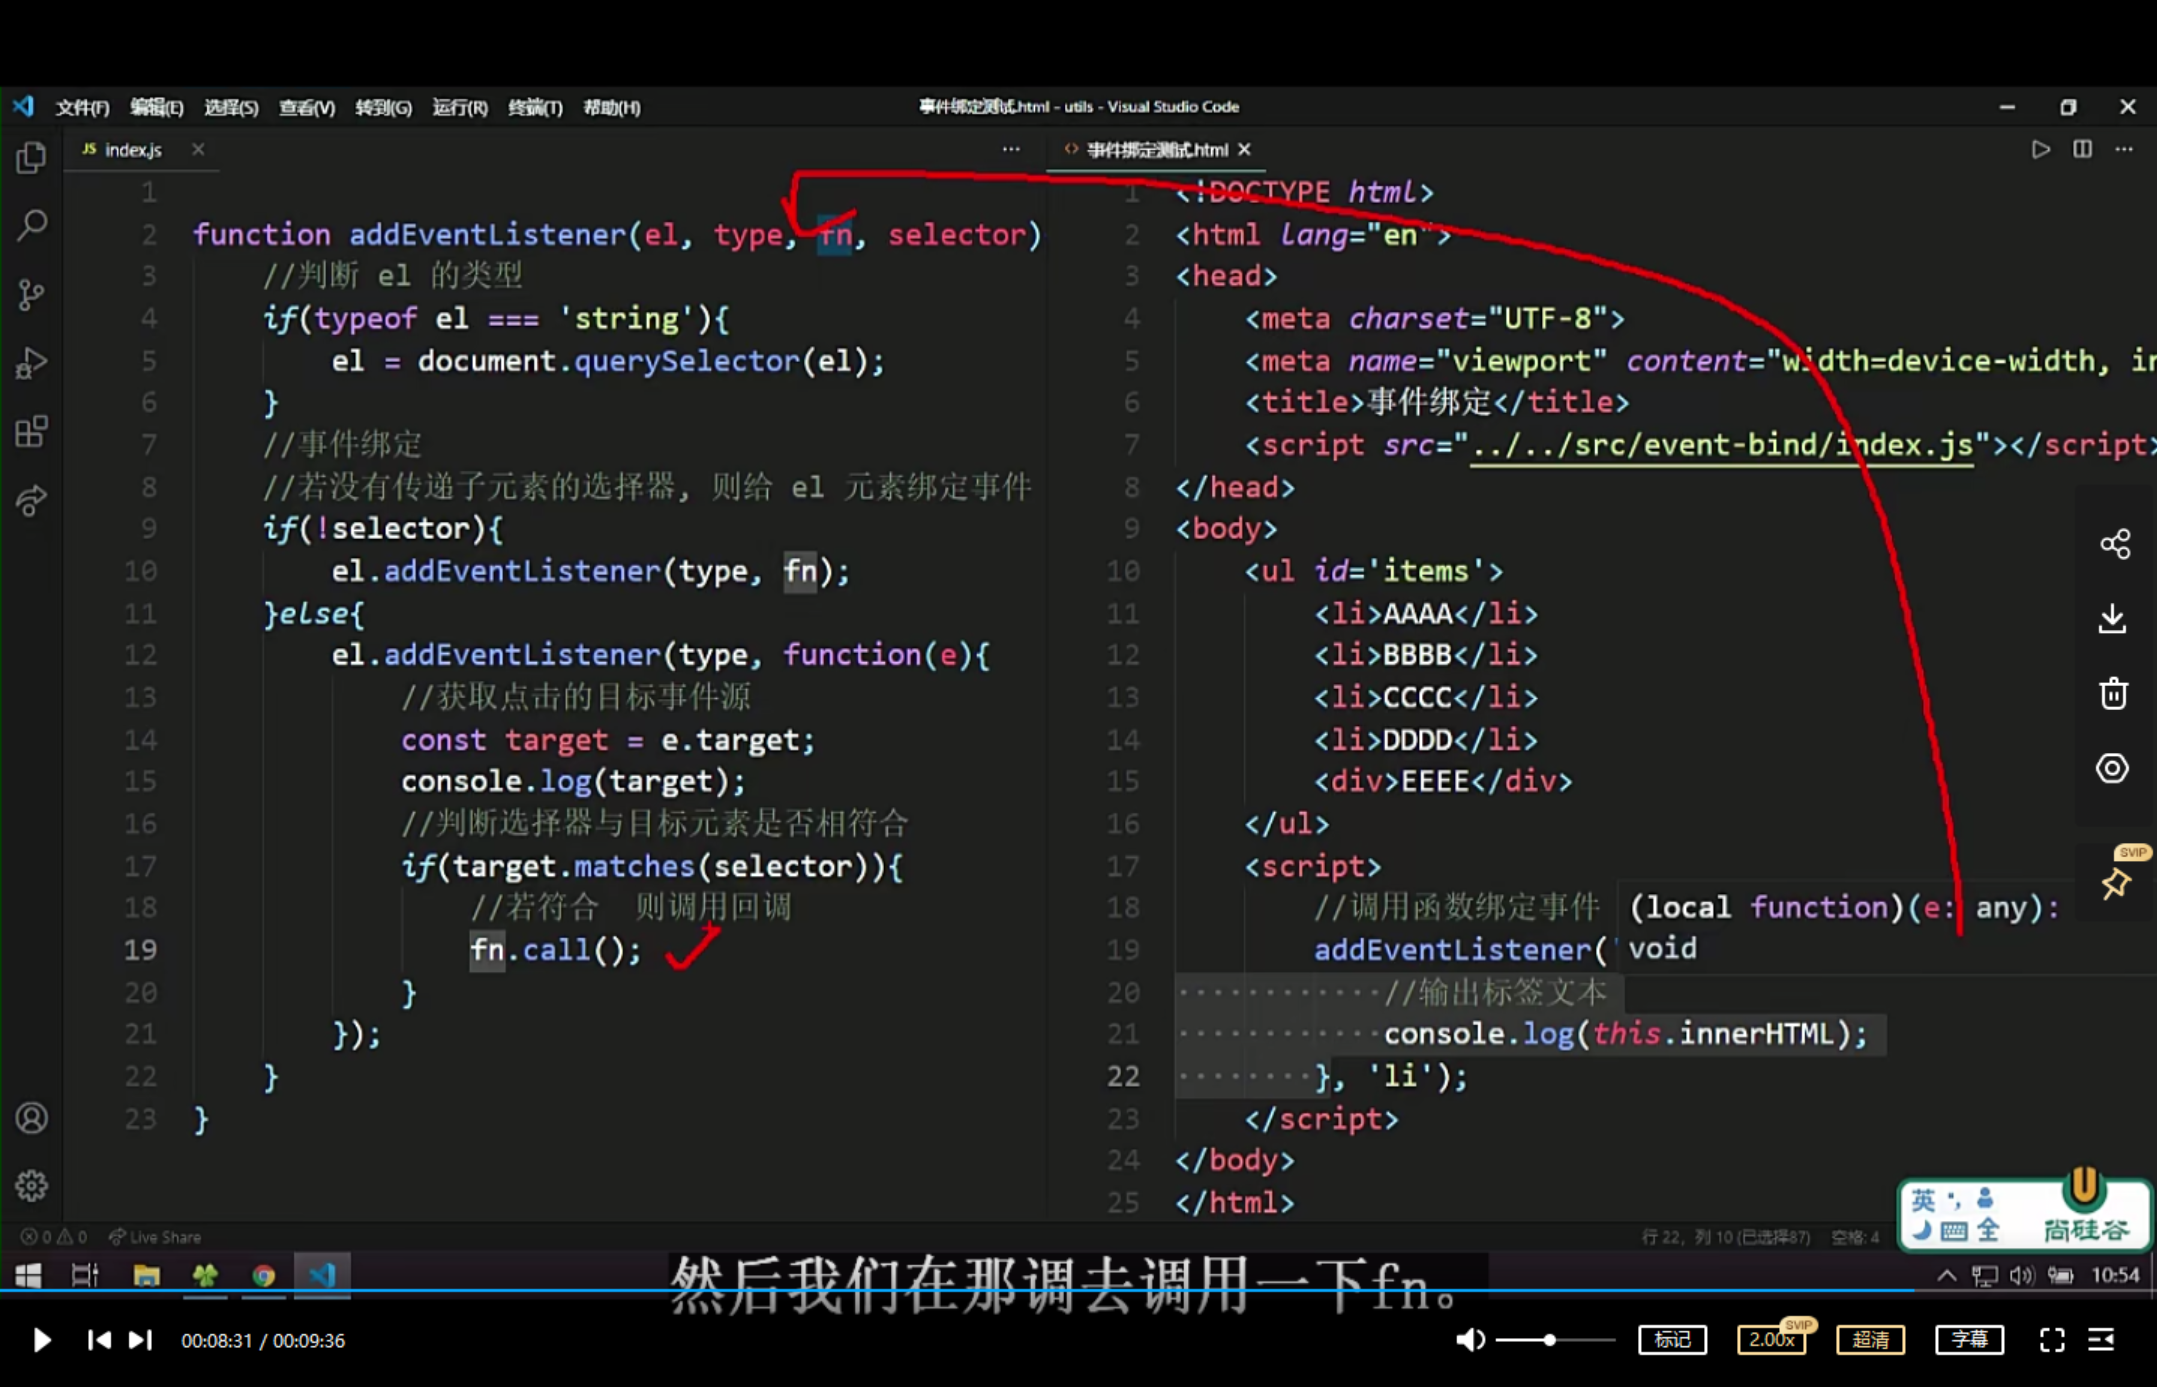 文件(F) 编辑(E) 选择(S) 查看(V) 转到(G) 运行(R) 终端(T) 帮助(H)
事件绑定测试.html - utils - Visual Studio Code
JS index.js
1
2 function addEventListener(el, type, fn, selector)
3 //判断 el 的类型
4 if(typeof el === 'string'){
5 el = document.querySelector(el);
6 }
7 //事件绑定
8 //若没有传递子元素的选择器, 则给 el 元素绑定事件
9 if(!selector){
10 el.addEventListener(type, fn);
11 }else{
12 el.addEventListener(type, function(e){
13 //获取点击的目标事件源
14 const target = e.target;
15 console.log(target);
16 //判断选择器与目标元素是否相符合
17 if(target.matches(selector)){
18 //若符合 则调用回调
19 fn.call();
20 }
21 });
22 }
23 }
<> 事件绑定测试.html
1 <!DOCTYPE html>
2 <html lang="en">
3 <head>
4 <meta charset="UTF-8">
5 <meta name="viewport" content="width=device-width, in
6 <title>事件绑定</title>
7 <script src="../../src/event-bind/index.js"></script>
8 </head>
9 <body>
10 <ul id='items'>
11 <li>AAAA</li>
12 <li>BBBB</li>
13 <li>CCCC</li>
14 <li>DDDD</li>
15 <div>EEEE</div>
16 </ul>
17 <script>
18 //调用函数绑定事件
(local function)(e: any):
void
19 addEventListener('
20 //输出标签文本
21 console.log(this.innerHTML);
22 }, 'li');
23 </script>
24 </body>
25 </html>
SVIP
0 0 Live Share
行 22, 列 10 (已选择87) 空格: 4
英 全
尚硅谷
10:54
然后我们在那调去调用一下fn。
00:08:31 / 00:09:36
标记
2.00x SVIP
超清
字幕